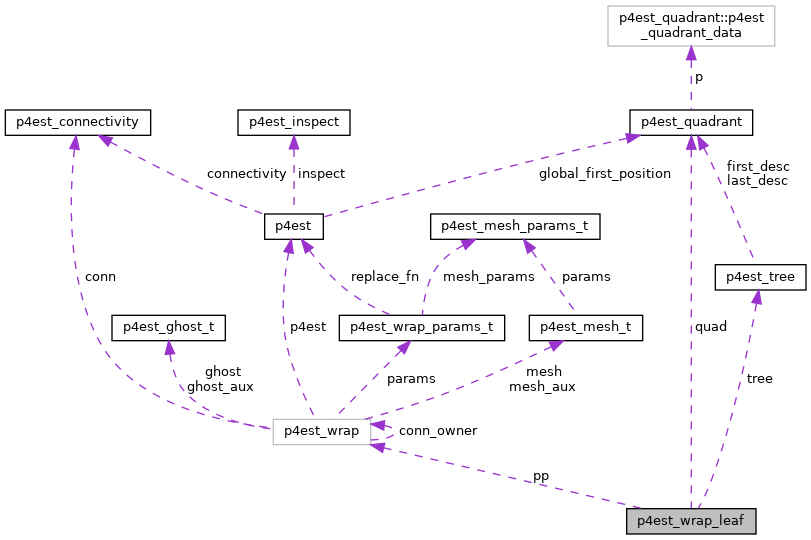 p4est_quadrant::p4est
_quadrant_data
p
p4est_connectivity
p4est_inspect
p4est_quadrant
connectivity
inspect
global_first_position
first_desc
last_desc
p4est
p4est_mesh_params_t
conn
replace_fn
mesh_params
params
p4est_tree
p4est_ghost_t
p4est
p4est_wrap_params_t
p4est_mesh_t
quad
ghost
ghost_aux
params
mesh
mesh_aux
tree
p4est_wrap
conn_owner
pp
p4est_wrap_leaf